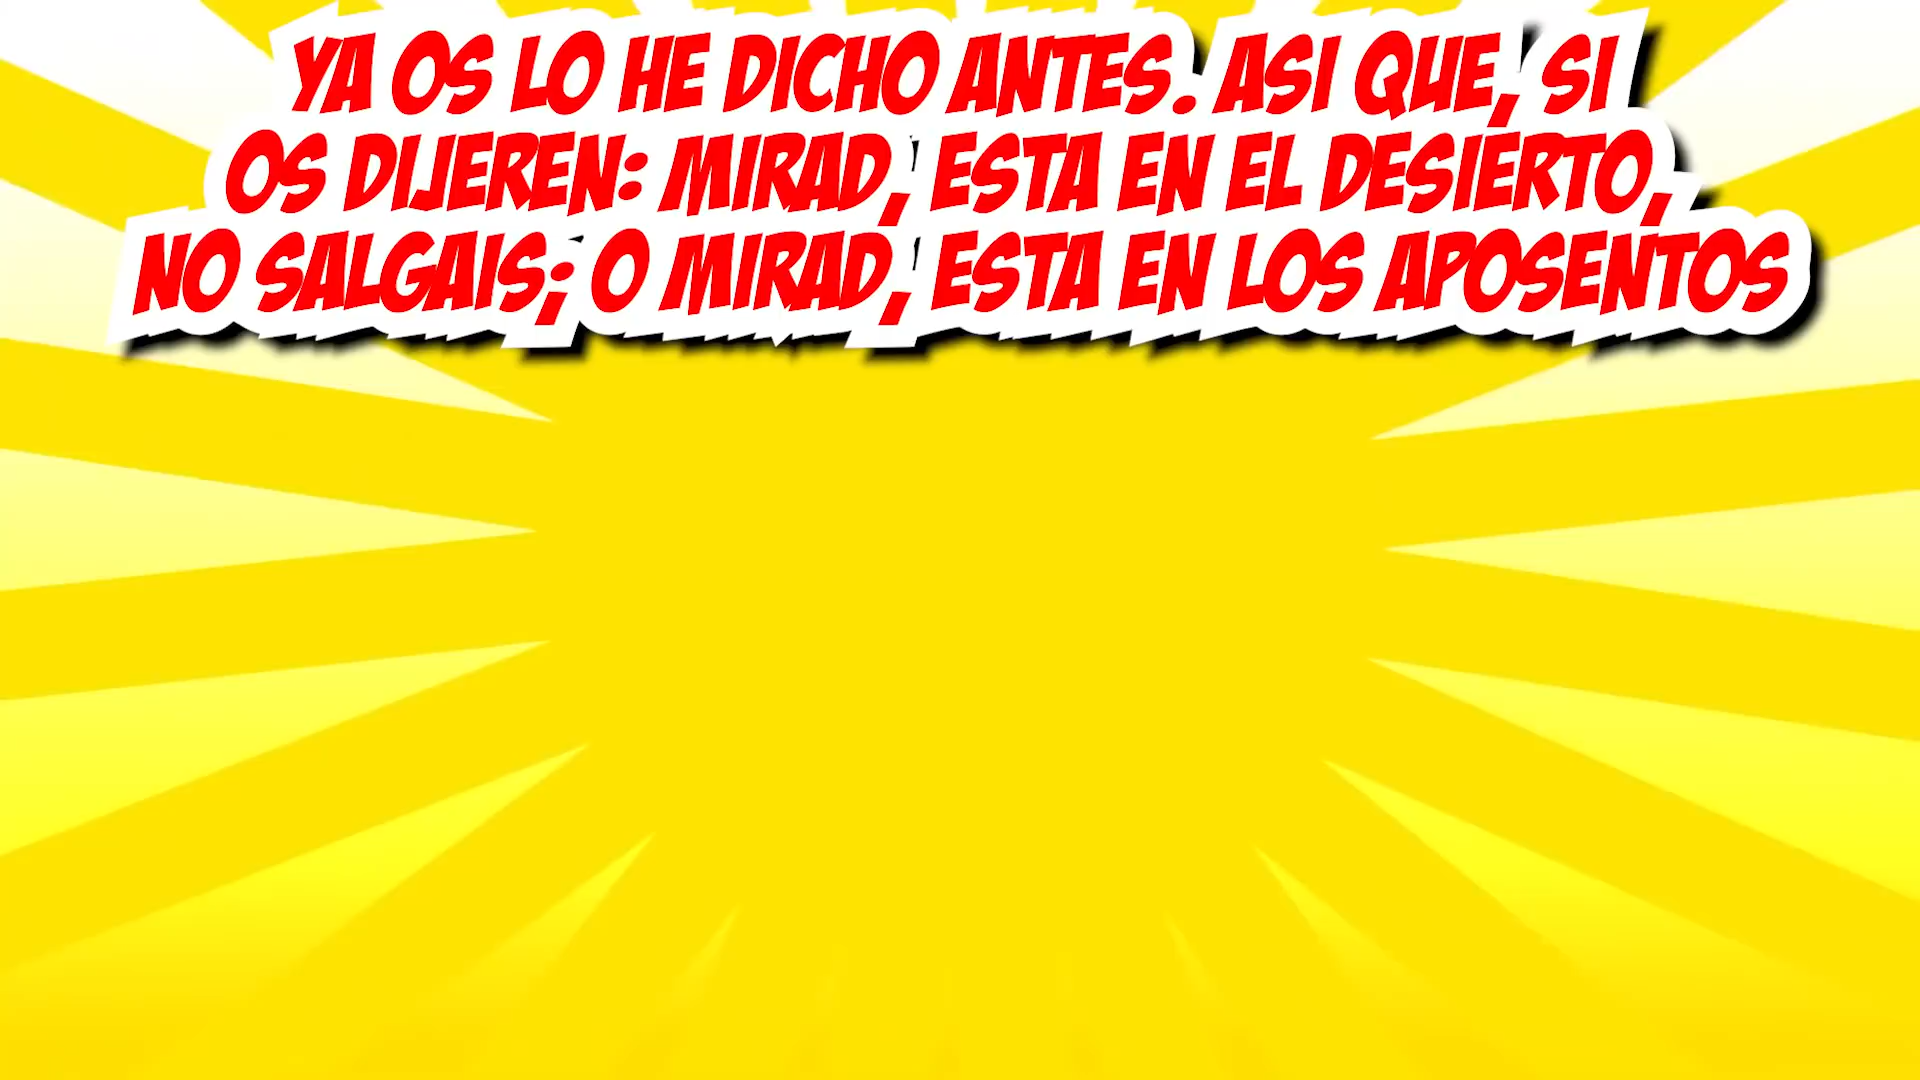 YA OS LO HE DICHO ANTES. ASI QUE, SI
OS DIJEREN: MIRAD, ESTA EN EL DESIERTO,
NO SALGAIS; O MIRAD, ESTA EN LOS APOSENTOS